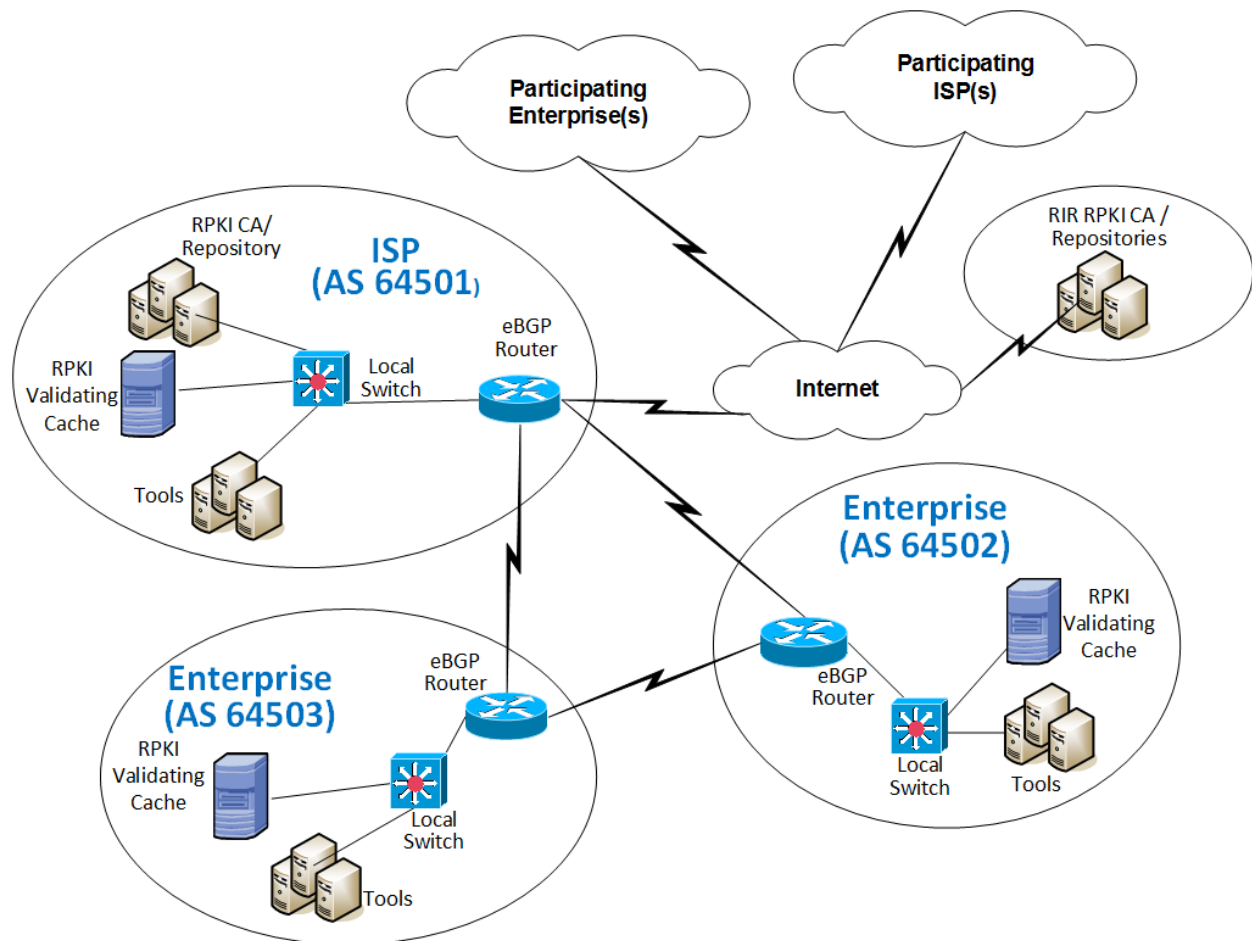 Participating
Enterprise(s)
Participating
ISP(s)
RPKI CA/
Repository
ISP
(AS 64501)
RIR RPKI CA /
Repositories
eBGP
Router
RPKI
Validating
Cache
Local
Switch
Internet
Tools
Enterprise
(AS 64502)
RPKI
Validating
Cache
eBGP
Router
Local
Switch
Tools
Enterprise
(AS 64503)
eBGP
Router
RPKI
Validating
Cache
Local
Switch
Tools